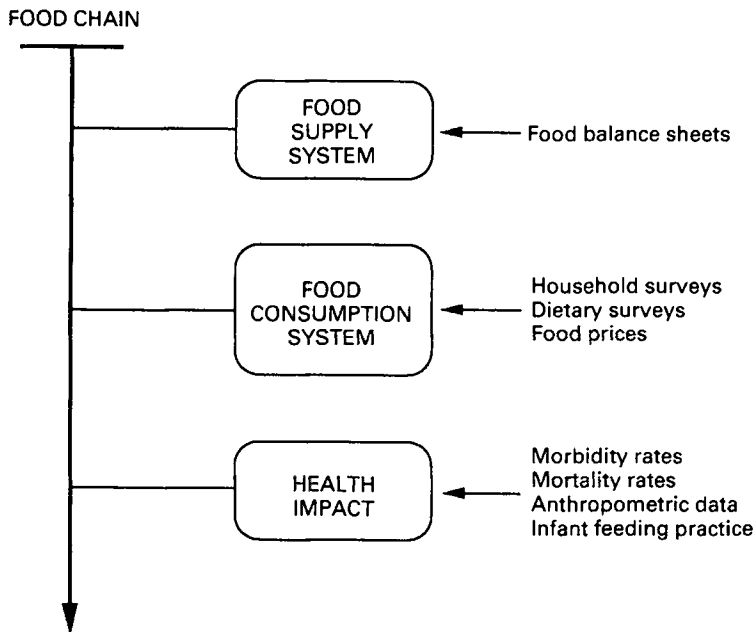 FOOD CHAIN
FOOD
SUPPLY
SYSTEM
Food balance sheets
FOOD
CONSUMPTION
SYSTEM
Household surveys
Dietary surveys
Food prices
HEALTH
IMPACT
Morbidity rates
Mortality rates
Anthropometric data
Infant feeding practice